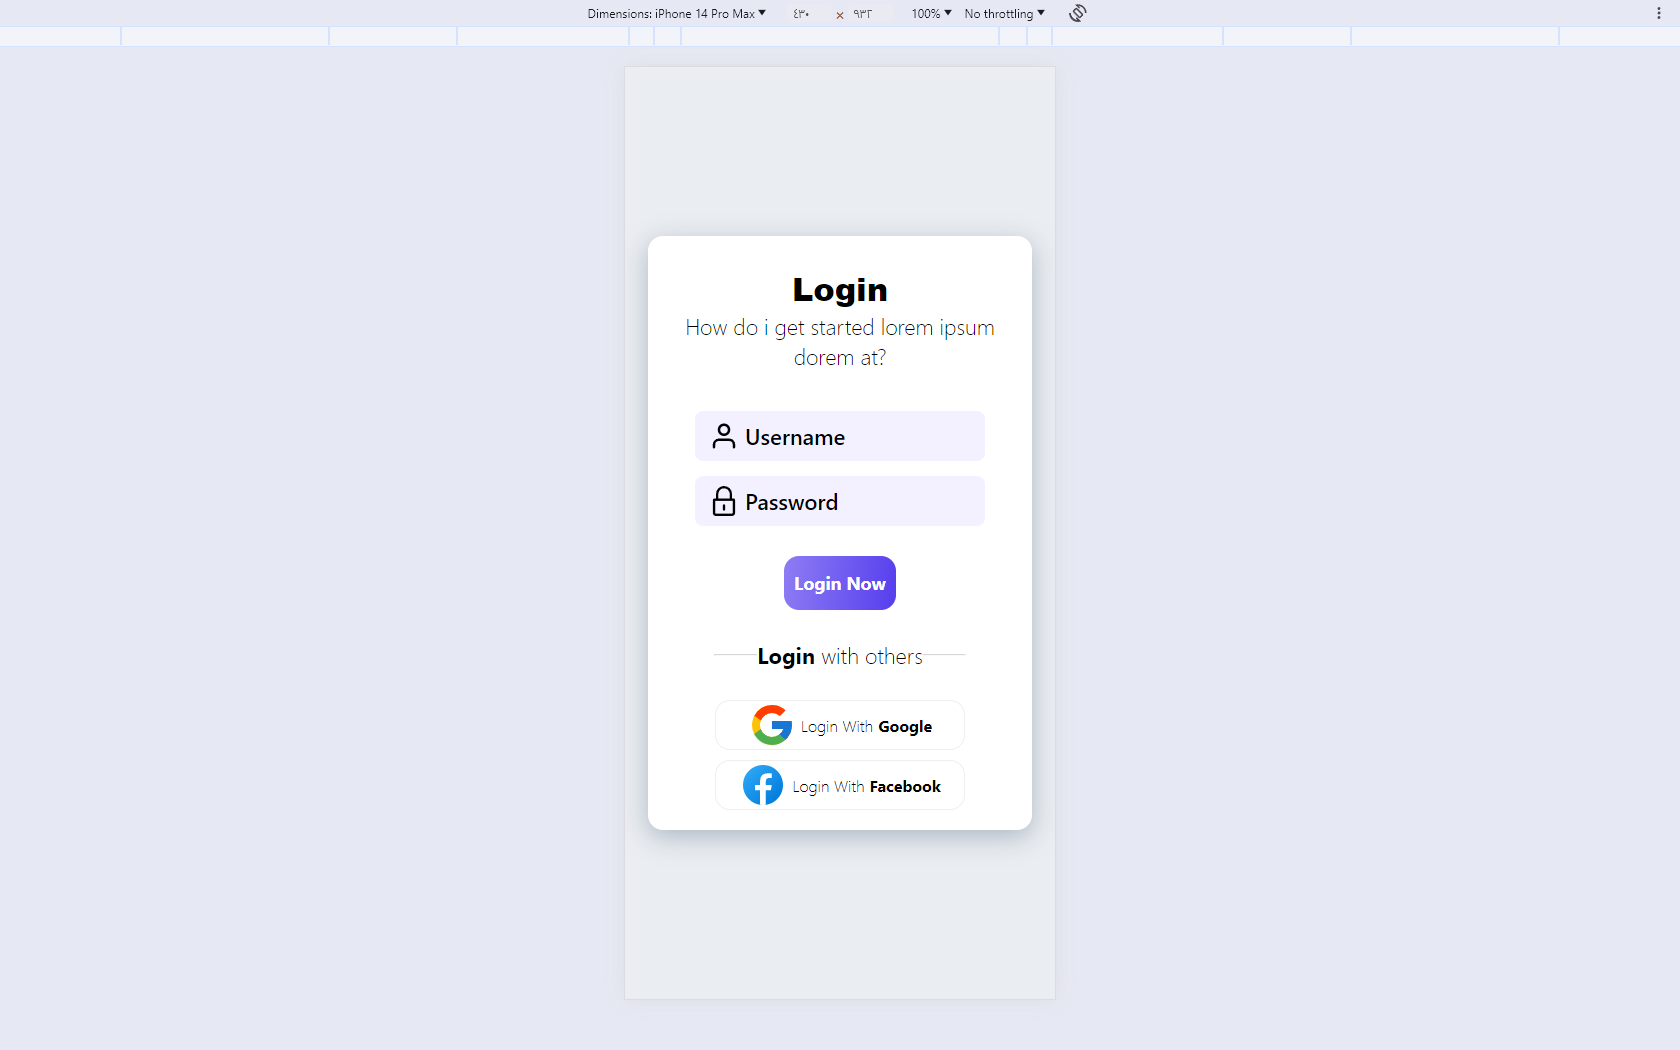 Dimensions: iPhone 14 Pro Max ٤٣٠ × ٩٣٢ 100% No throttling
Login
How do i get started lorem ipsum
dorem at?
Username
Password
Login Now
Login with others
Login With Google
Login With Facebook